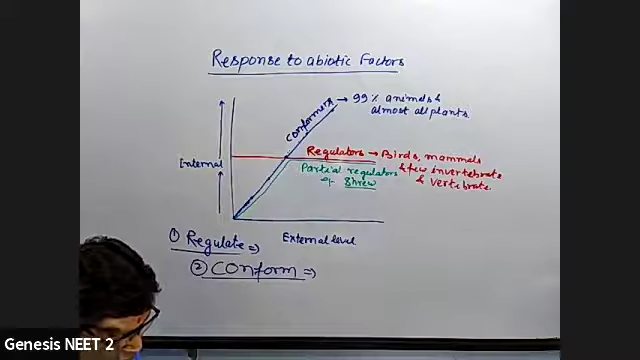 Response to abiotic Factors
Conformers → 99% animals &
almost all plants.
Regulators → Birds, mammals
& few invertebrate
& vertebrate.
Partial regulators
eg Shrew
Internal
External level
① Regulate ⇒
② Conform ⇒
Genesis NEET 2